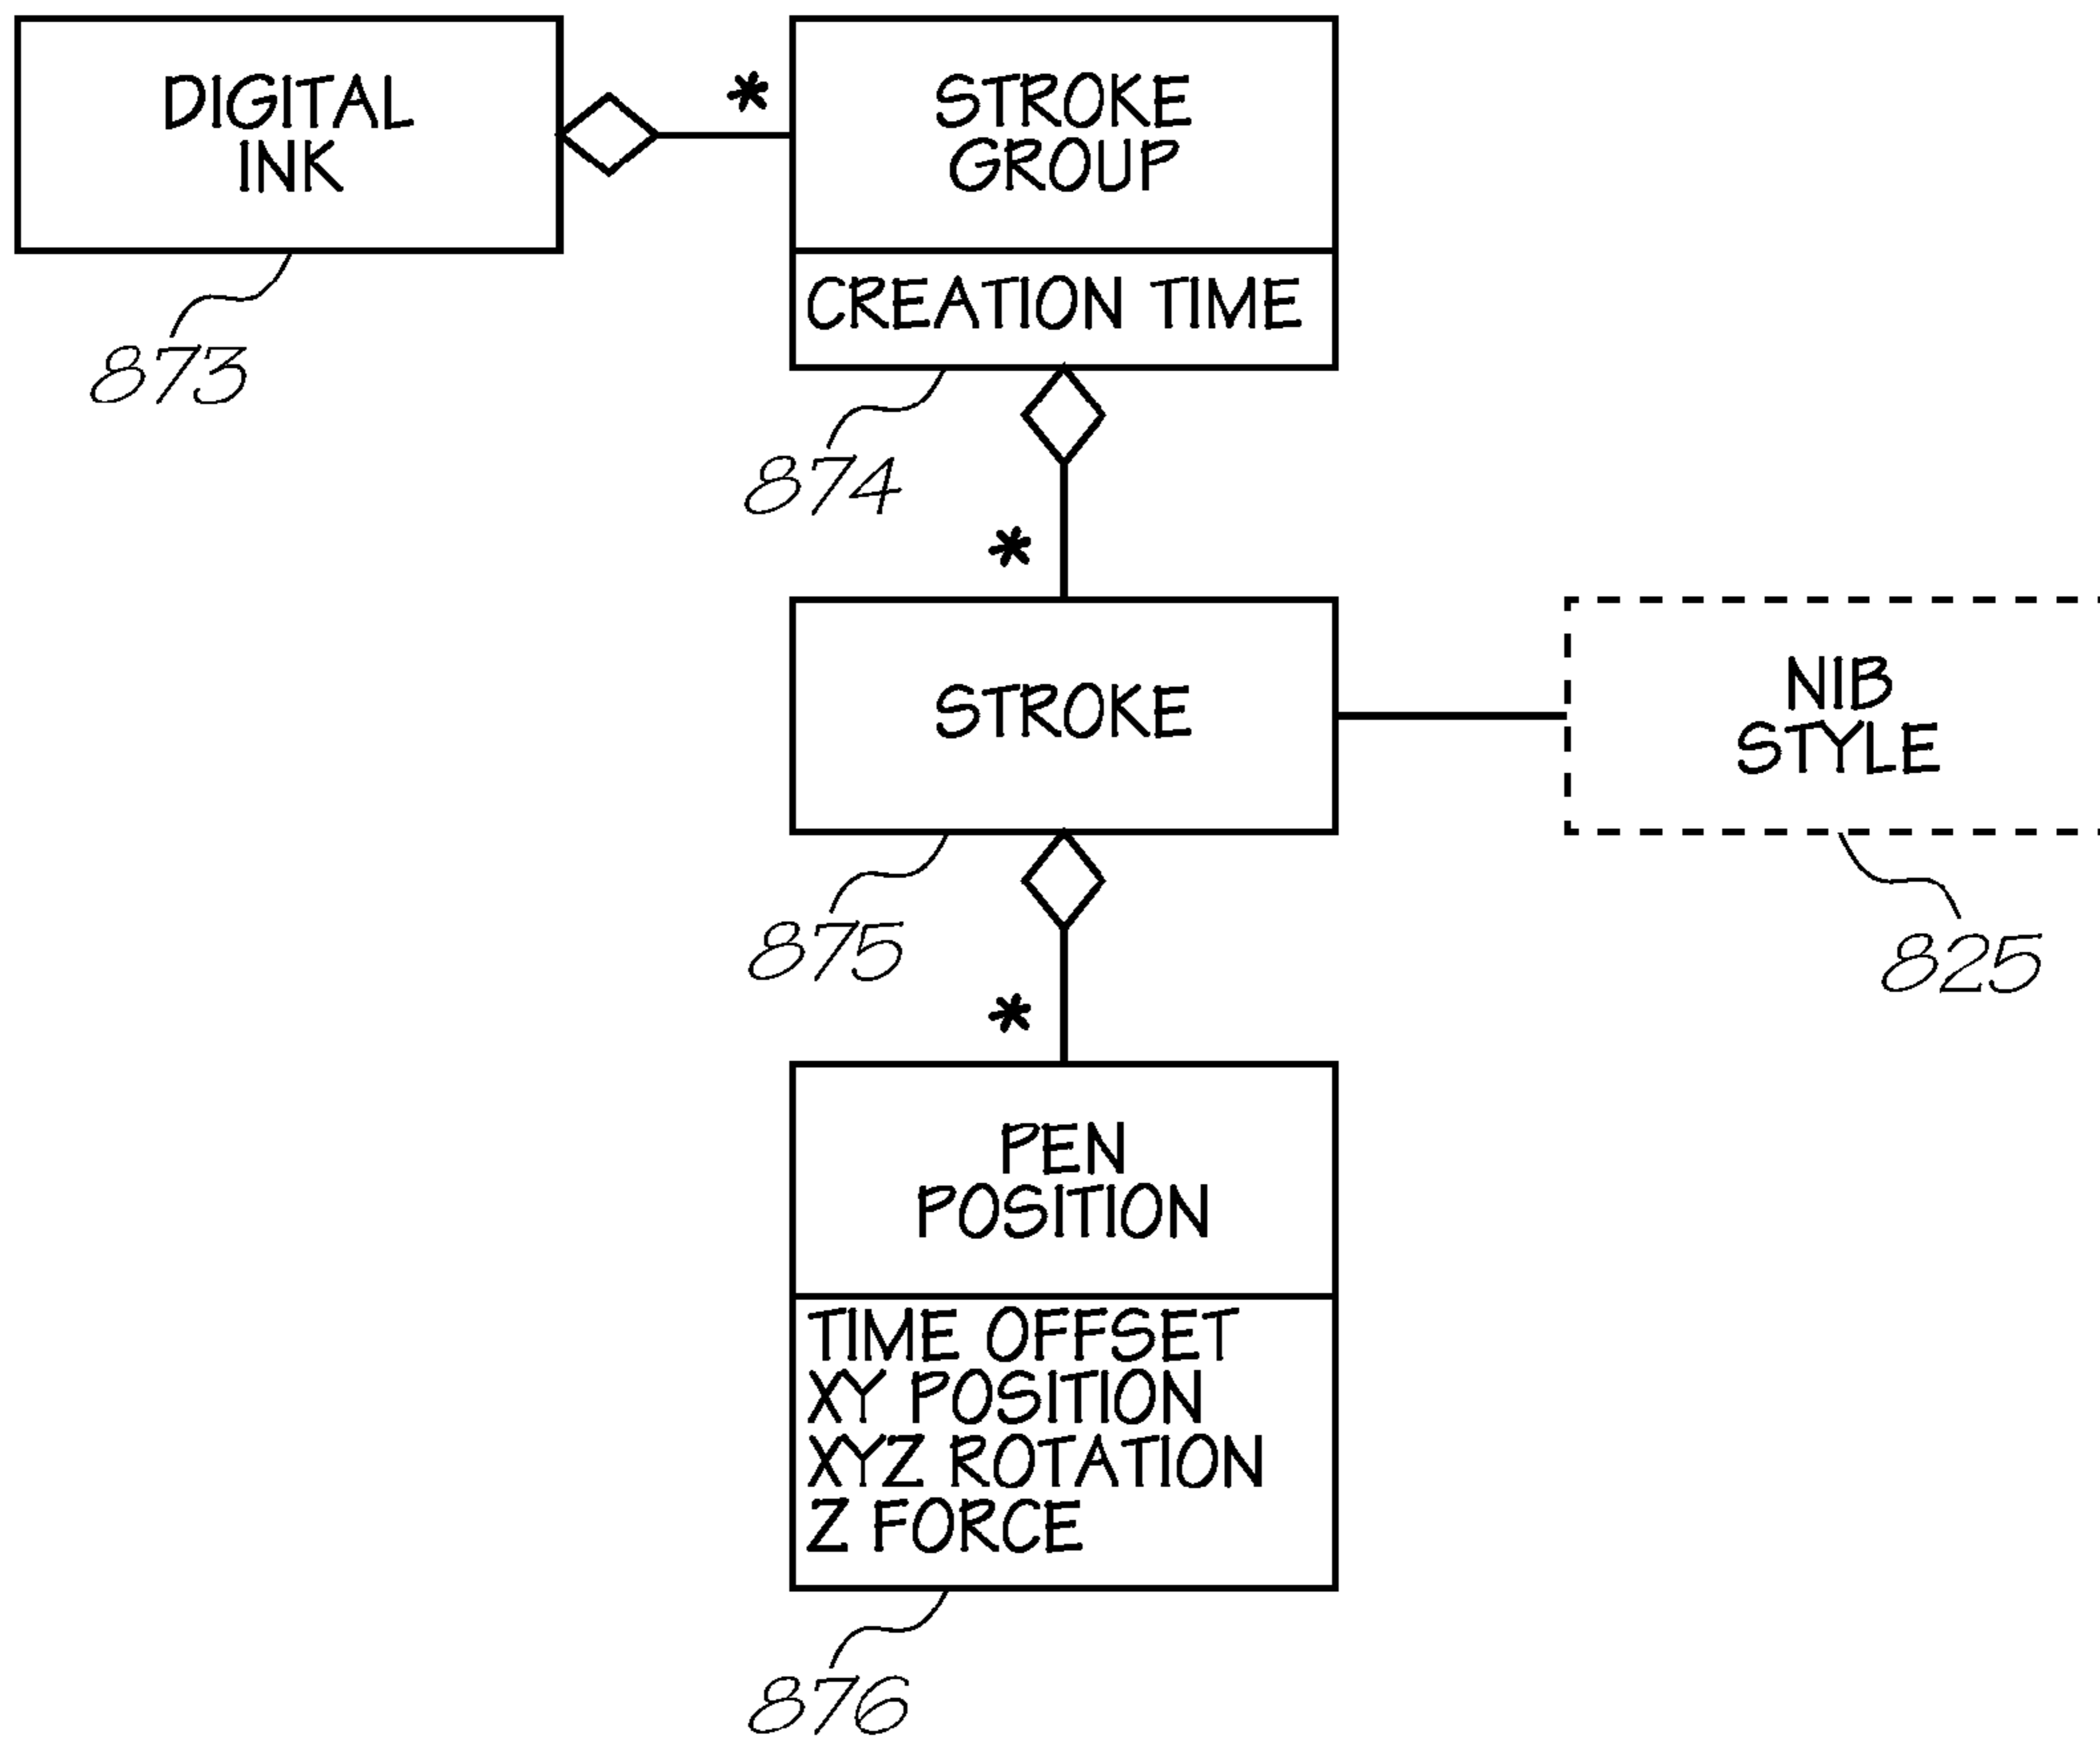 DIGITAL
INK
*
STROKE
GROUP
CREATION TIME
873
874
*
STROKE
NIB
STYLE
875
825
*
PEN
POSITION
TIME OFFSET
XY POSITION
XYZ ROTATION
Z FORCE
876